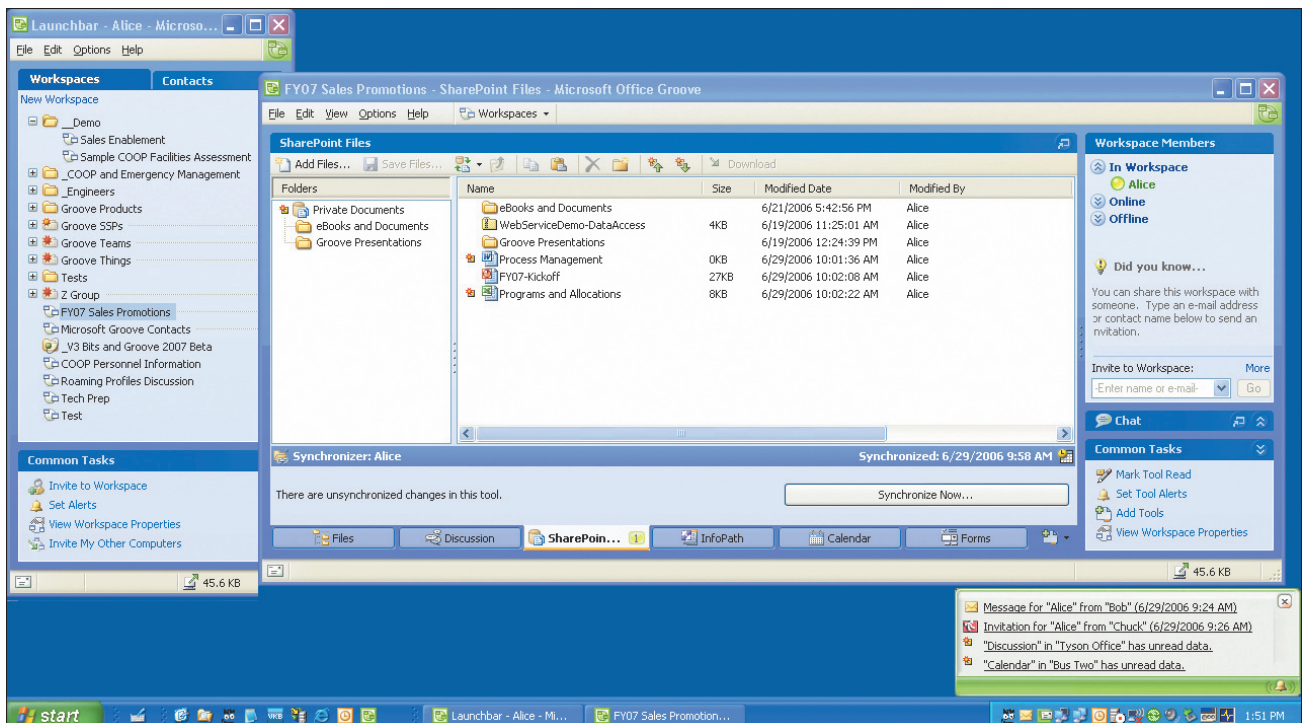 Launchbar - Alice - Microso...
File Edit Options Help
Workspaces Contacts
New Workspace
__Demo
Sales Enablement
Sample COOP Facilities Assessment
_COOP and Emergency Management
_Engineers
Groove Products
Groove SSPs
Groove Teams
Groove Things
Tests
Z Group
FY07 Sales Promotions
Microsoft Groove Contacts
_V3 Bits and Groove 2007 Beta
COOP Personnel Information
Roaming Profiles Discussion
Tech Prep
Test
Common Tasks
Invite to Workspace
Set Alerts
View Workspace Properties
Invite My Other Computers
45.6 KB
FY07 Sales Promotions - SharePoint Files - Microsoft Office Groove
File Edit View Options Help Workspaces
SharePoint Files
Add Files... Save Files... Download
Folders
Private Documents
eBooks and Documents
Groove Presentations
Name Size Modified Date Modified By
eBooks and Documents 6/21/2006 5:42:56 PM Alice
WebServiceDemo-DataAccess 4KB 6/19/2006 11:25:01 AM Alice
Groove Presentations 6/19/2006 12:24:39 PM Alice
Process Management 0KB 6/29/2006 10:01:36 AM Alice
FY07-Kickoff 27KB 6/29/2006 10:02:08 AM Alice
Programs and Allocations 8KB 6/29/2006 10:02:22 AM Alice
Synchronizer: Alice Synchronized: 6/29/2006 9:58 AM
There are unsynchronized changes in this tool. Synchronize Now...
Files Discussion SharePoin... 1 InfoPath Calendar Forms
Workspace Members
In Workspace
Alice
Online
Offline
Did you know...
You can share this workspace with
someone. Type an e-mail address
or contact name below to send an
nvitation.
Invite to Workspace: More
-Enter name or e-mail- Go
Chat
Common Tasks
Mark Tool Read
Set Tool Alerts
Add Tools
View Workspace Properties
45.6 KB
Message for "Alice" from "Bob" (6/29/2006 9:24 AM)
Invitation for "Alice" from "Chuck" (6/29/2006 9:26 AM)
"Discussion" in "Tyson Office" has unread data.
"Calendar" in "Bus Two" has unread data.
start Launchbar - Alice - Mi... FY07 Sales Promotion... 1:51 PM